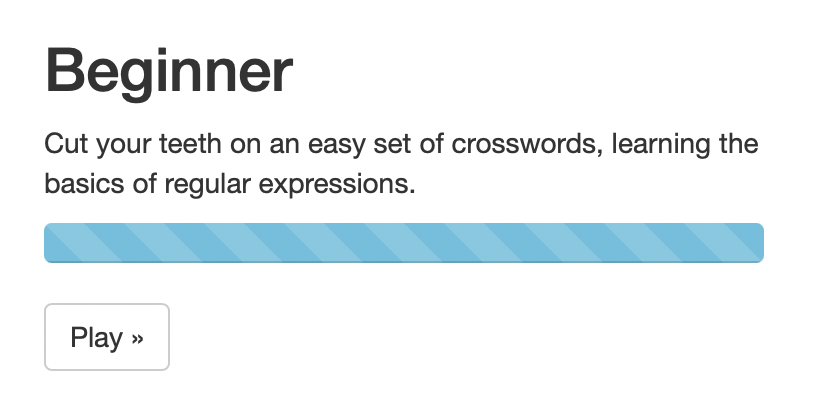 Beginner
Cut your teeth on an easy set of crosswords, learning the
basics of regular expressions.
Play »